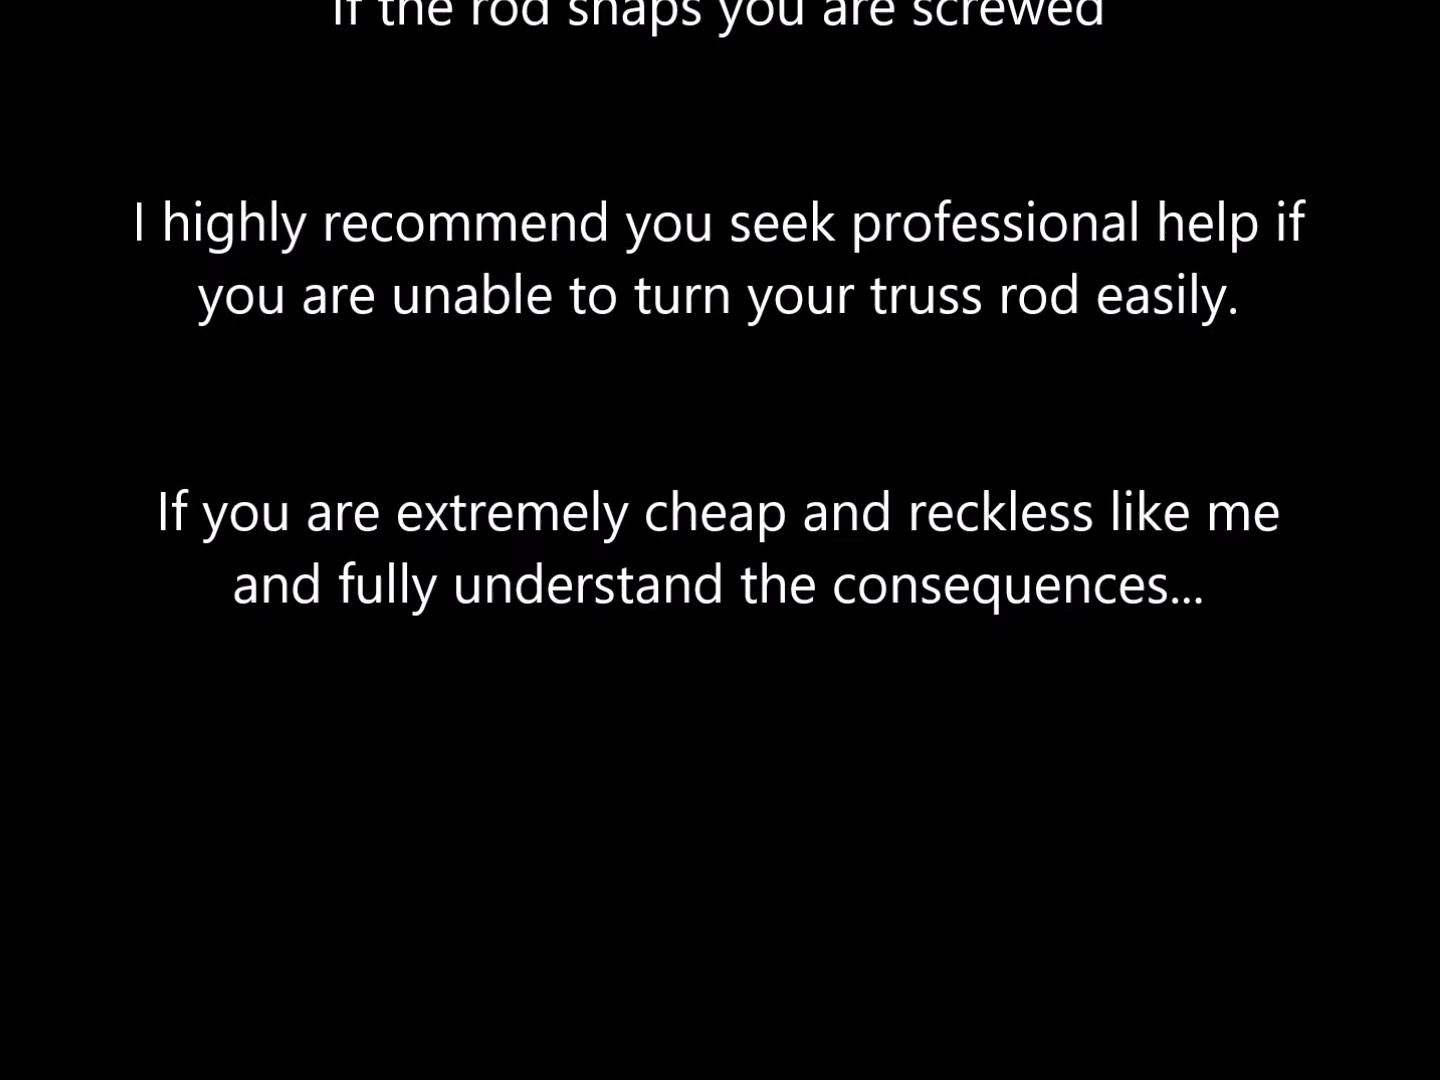 If the rod snaps you are screwed
I highly recommend you seek professional help if
you are unable to turn your truss rod easily.
If you are extremely cheap and reckless like me
and fully understand the consequences...